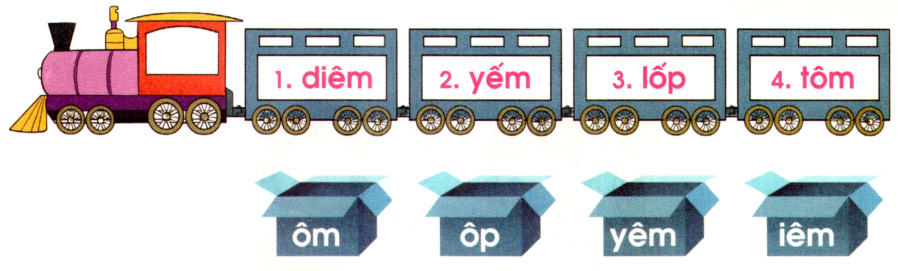 1. diêm 2. yếm 3. lốp 4. tôm
ôm ôp yêm iêm